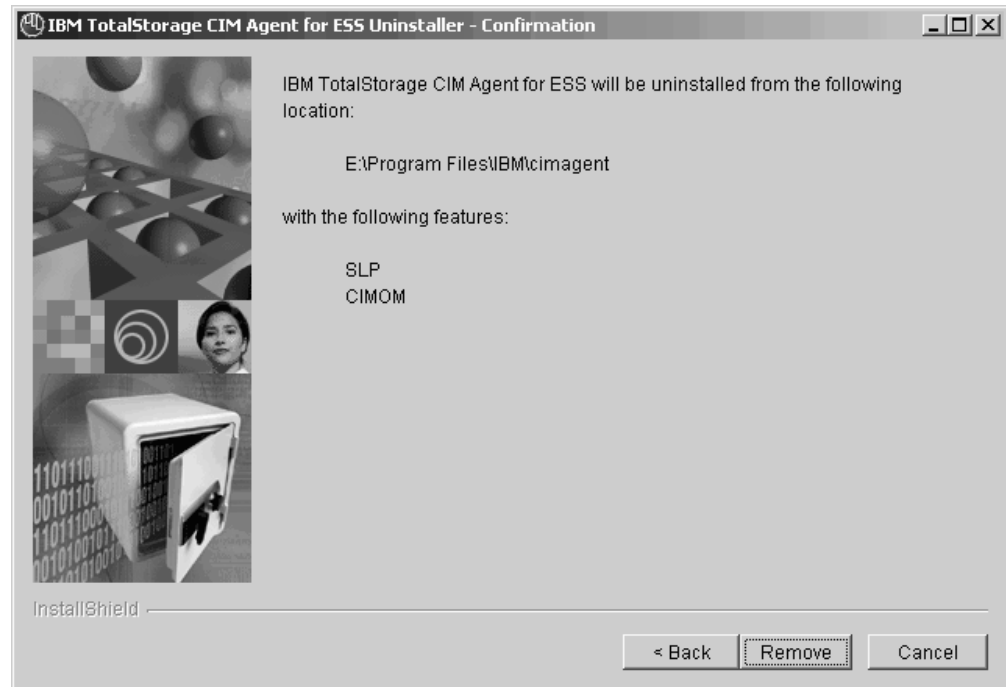 IBM TotalStorage CIM Agent for ESS Uninstaller - Confirmation
IBM TotalStorage CIM Agent for ESS will be uninstalled from the following
location:
E:\Program Files\IBM\cimagent
with the following features:
SLP
CIMOM
InstallShield
< Back
Remove
Cancel